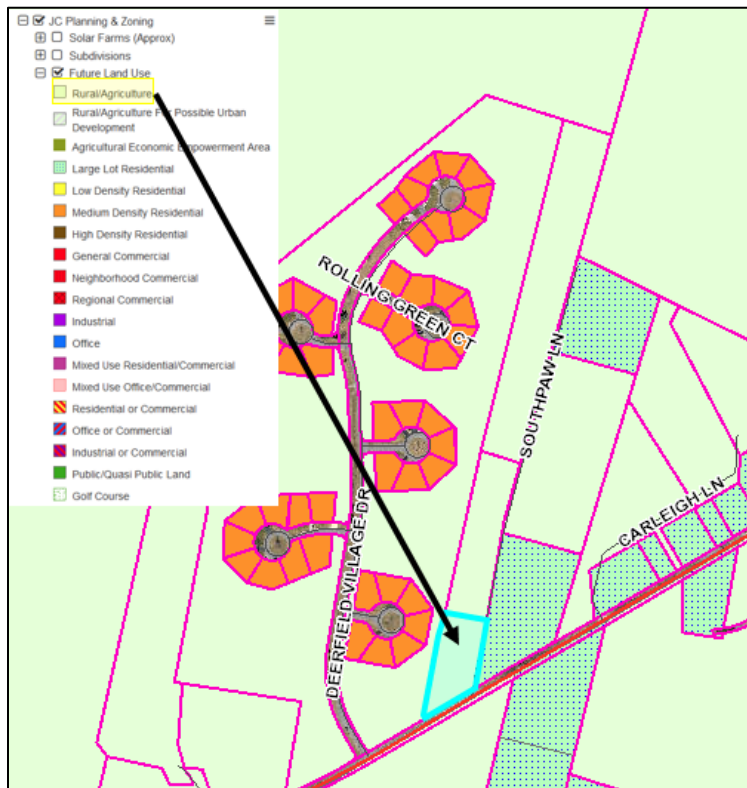 JC Planning & Zoning
Solar Farms (Approx)
Subdivisions
Future Land Use
Rural/Agriculture
Rural/Agriculture For Possible Urban
Development
Agricultural Economic Empowerment Area
Large Lot Residential
Low Density Residential
Medium Density Residential
High Density Residential
General Commercial
Neighborhood Commercial
Regional Commercial
Industrial
Office
Mixed Use Residential/Commercial
Mixed Use Office/Commercial
Residential or Commercial
Office or Commercial
Industrial or Commercial
Public/Quasi Public Land
Golf Course
ROLLING GREEN CT
SOUTHPAW LN
CARLEIGH LN
DEERFIELD VILLAGE DR